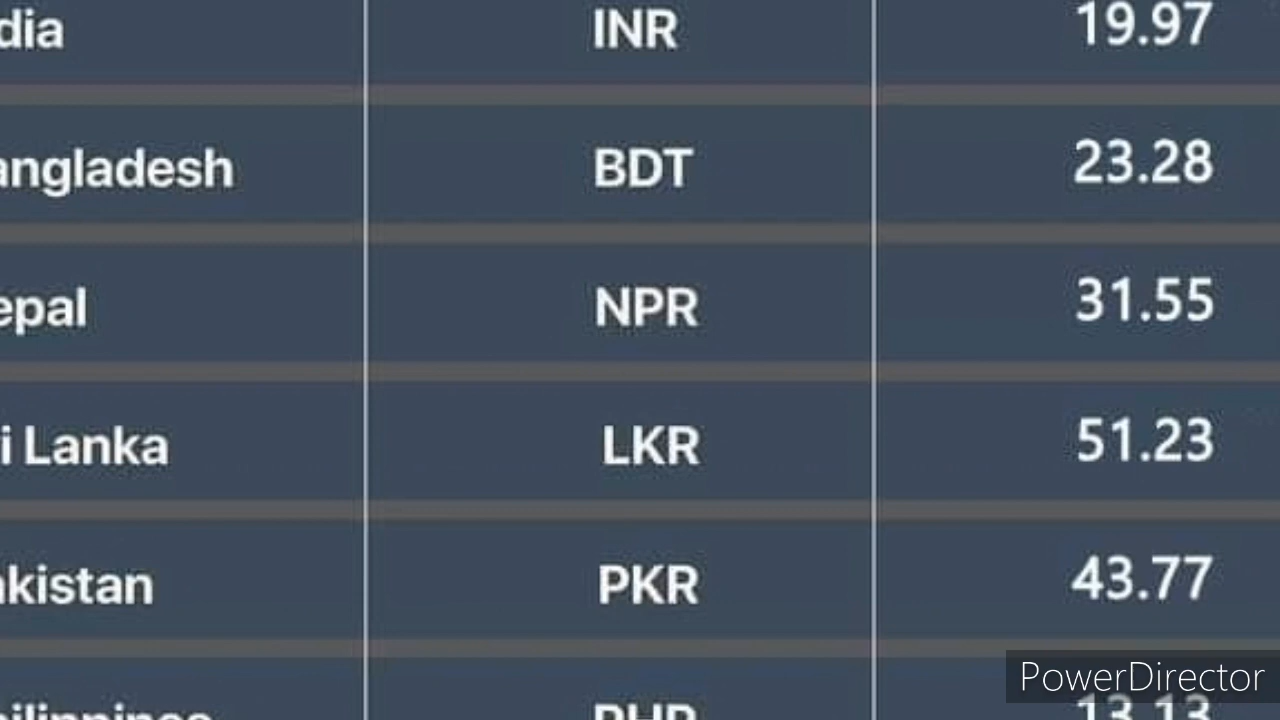 dia INR 19.97
angladesh BDT 23.28
epal NPR 31.55
i Lanka LKR 51.23
akistan PKR 43.77
ilippines PHP 13.13
PowerDirector